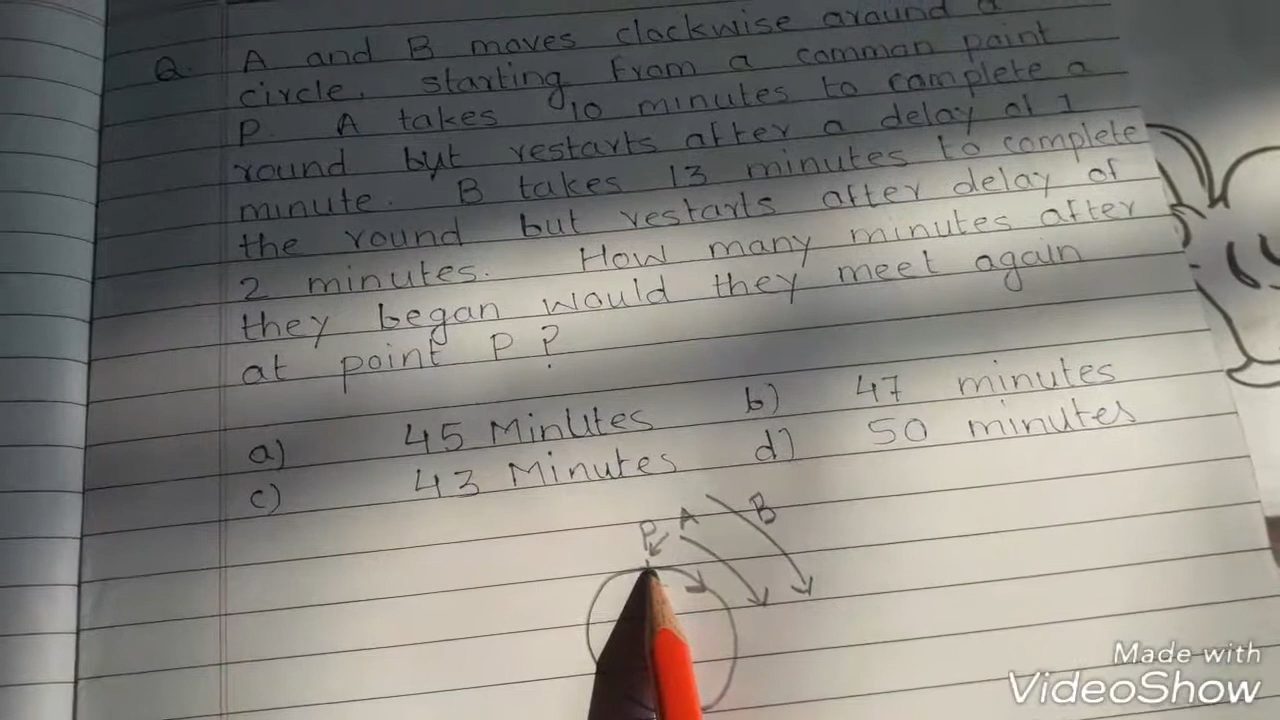 Q. A and B moves clockwise around a
circle, starting from a common point
P. A takes 10 minutes to complete a
round but restarts after a delay of 1
minute. B takes 13 minutes to complete
the round but restarts after delay of
2 minutes. How many minutes after
they began would they meet again
at point P?
a) 45 Minutes b) 47 minutes
c) 43 Minutes d) 50 minutes
P A B
Made with
VideoShow